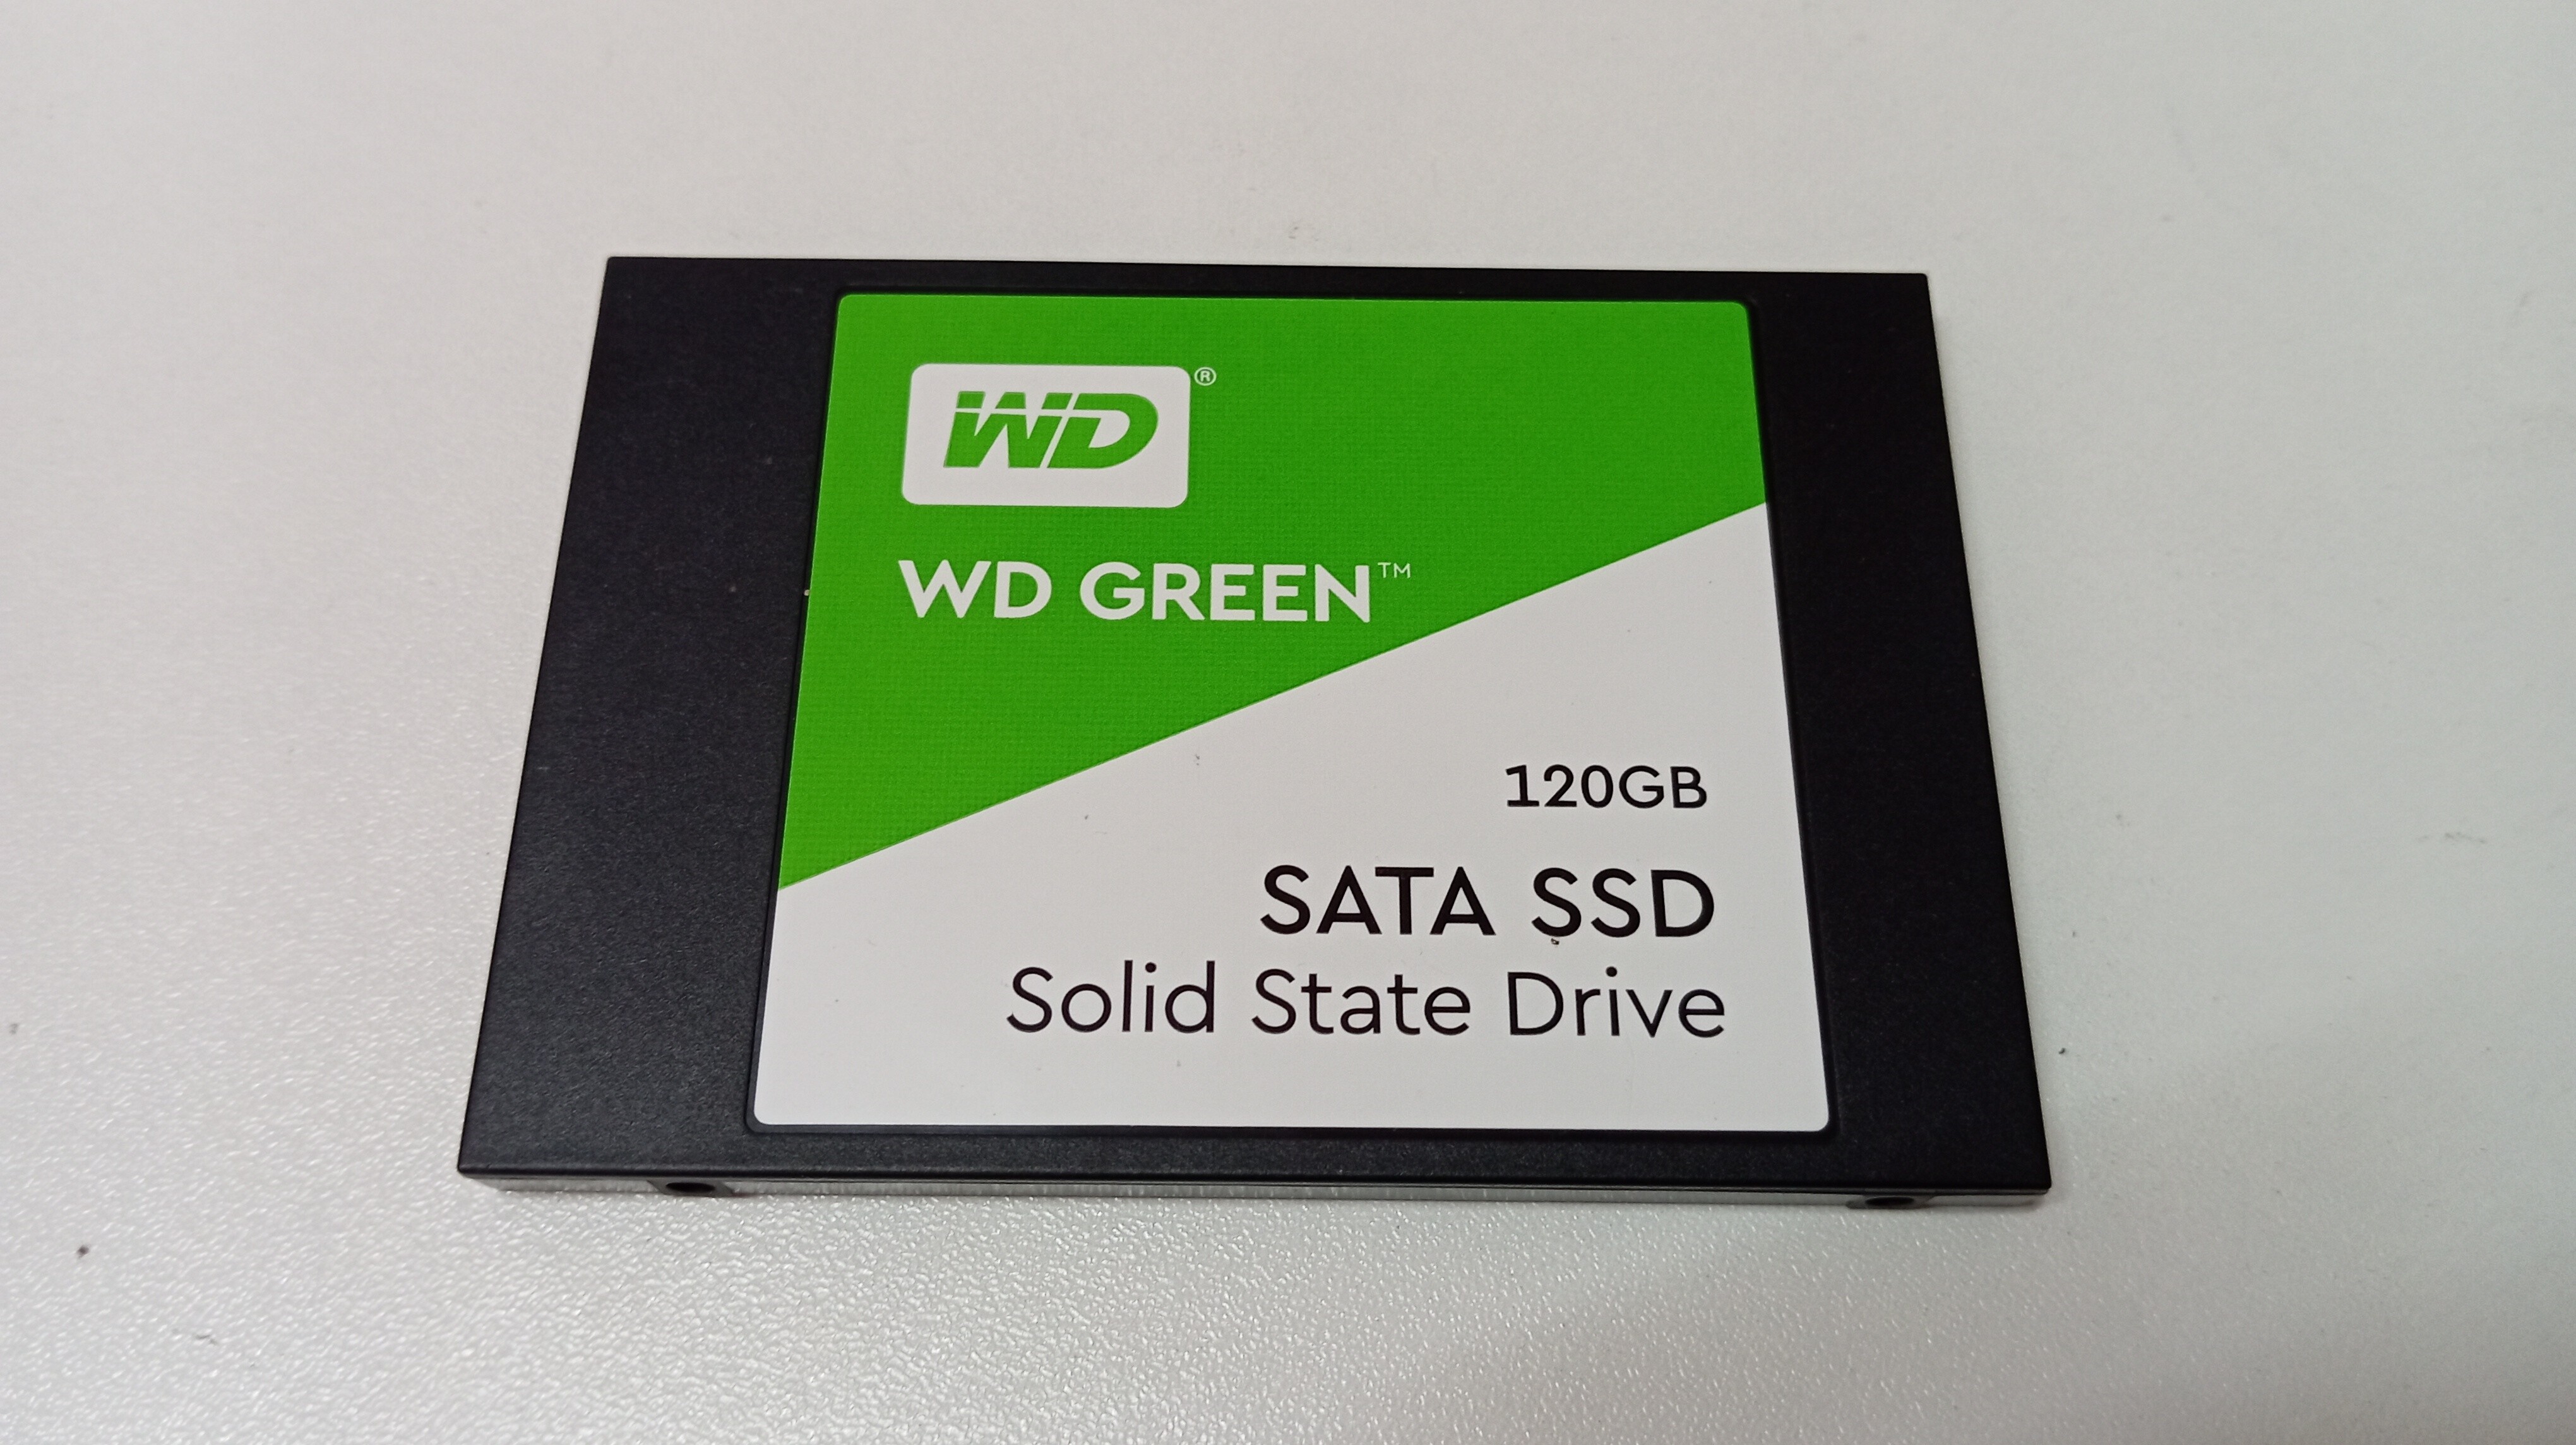 WD®
WD GREEN™
120GB
SATA SSD
Solid State Drive